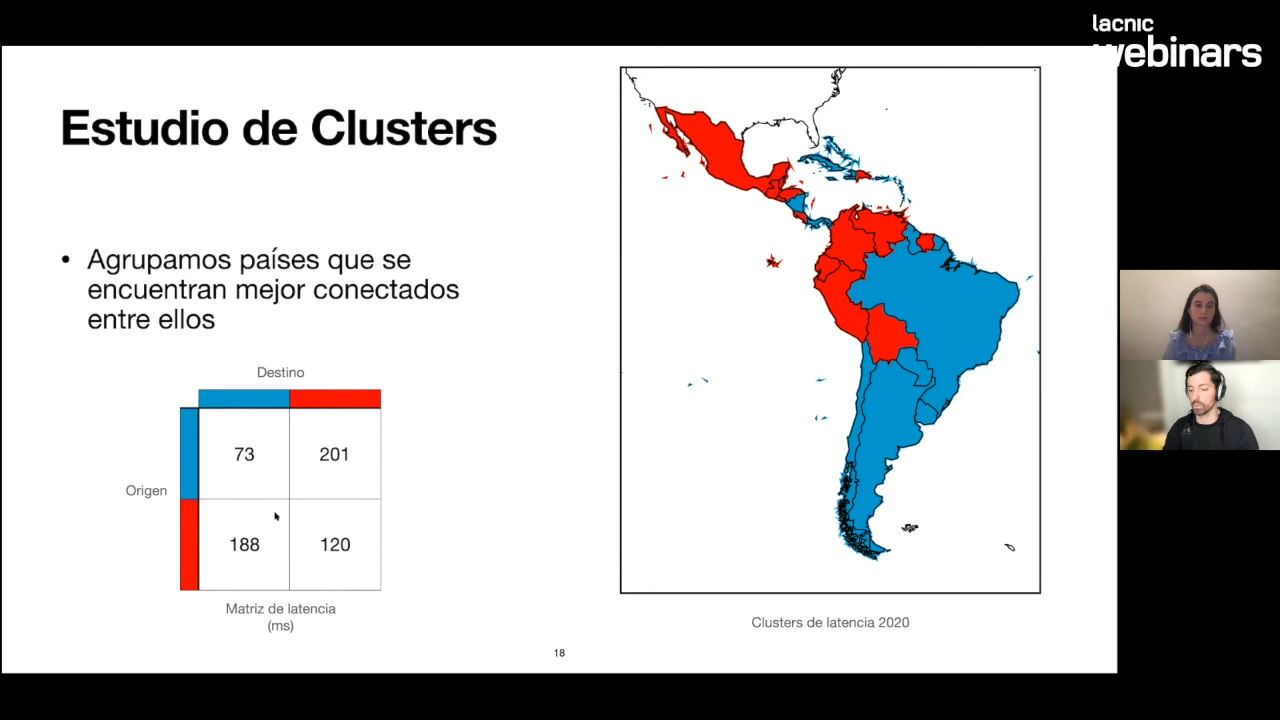 lacnic
webinars
Estudio de Clusters
• Agrupamos países que se
encuentran mejor conectados
entre ellos
Destino
Origen
73 201
188 120
Matriz de latencia
(ms)
Clusters de latencia 2020
18